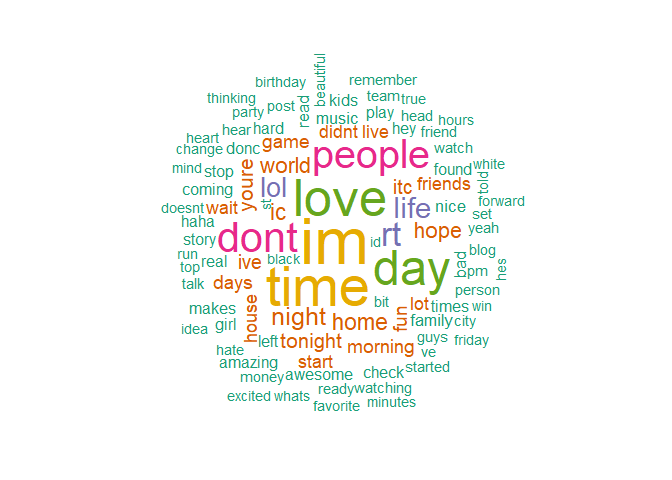 beautiful
birthday
remember
thinking
read
kids
team
true
party
post
music
play
head
hours
hear
hard
didnt
live
hey
friend
heart
game
people
watch
change
donc
youre
world
found
white
mind
stop
lol
love
itc
friends
told
coming
st
life
nice
forward
doesnt
wait
ic
set
haha
dont
im
rt
hope
yeah
story
id
bad
blog
run
real
ive
black
day
pm
hes
top
talk
days
time
person
makes
house
bit
fun
lot
times
win
idea
girl
night
home
family
city
left
tonight
morning
guys
friday
hate
ve
amazing
start
check
started
money
awesome
ready
watching
excited
whats
favorite
minutes